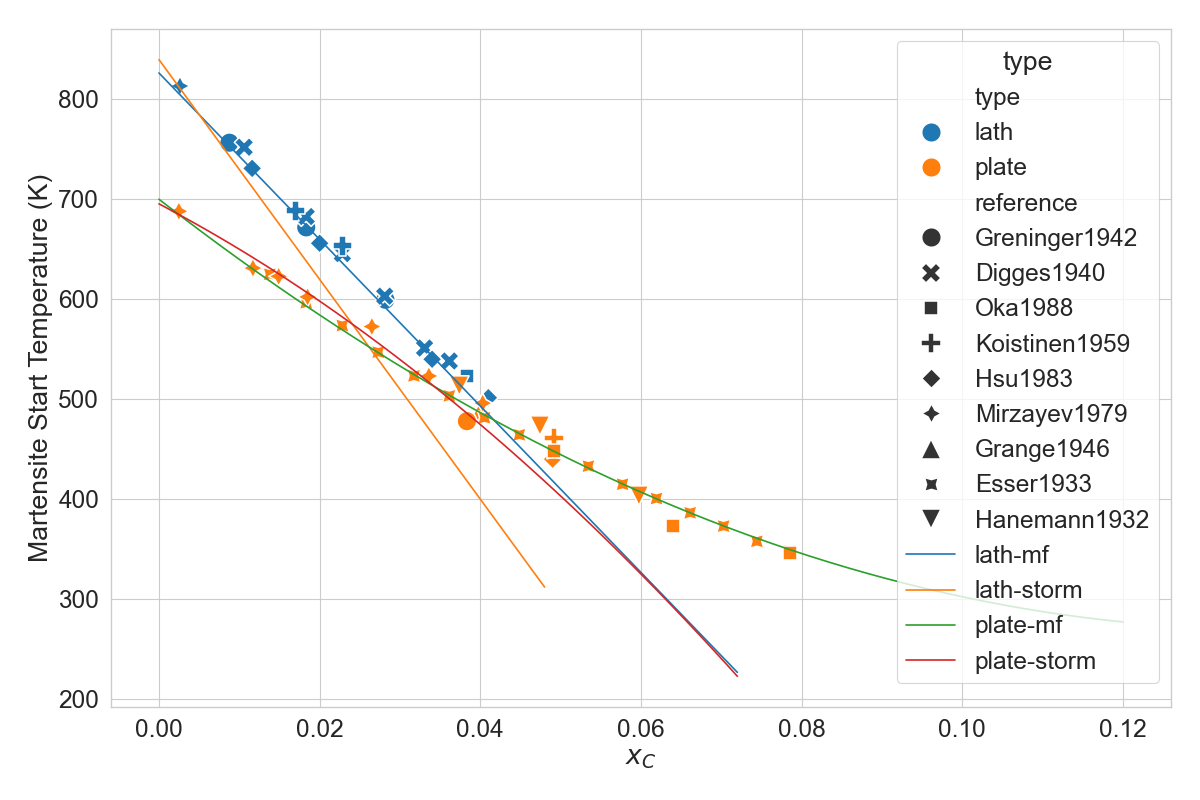 type
type
lath
plate
reference
Greninger1942
Digges1940
Oka1988
Koistinen1959
Hsu1983
Mirzayev1979
Grange1946
Esser1933
Hanemann1932
lath-mf
lath-storm
plate-mf
plate-storm
Martensite Start Temperature (K)
800
700
600
500
400
300
200
0.00 0.02 0.04 0.06 0.08 0.10 0.12
x_C